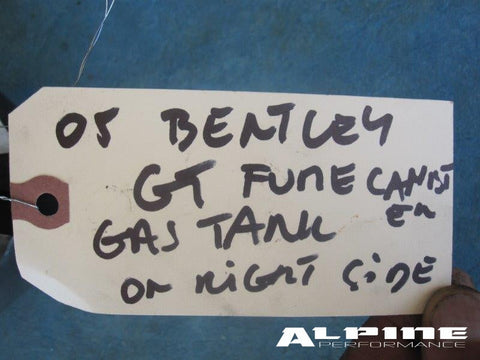 05 BENTLEY
GT FUME CANIST
ER
GAS TANK
ON RIGHT SIDE
ALPINE
PERFORMANCE